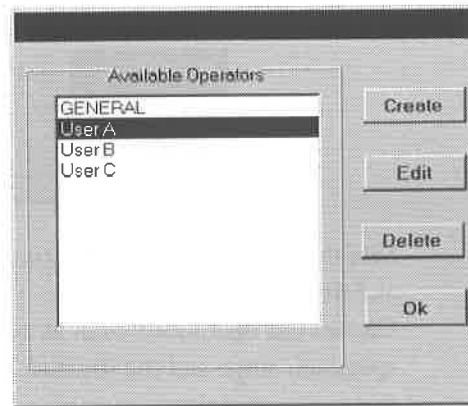 Available Operators
GENERAL
User A
User B
User C
Create
Edit
Delete
Ok